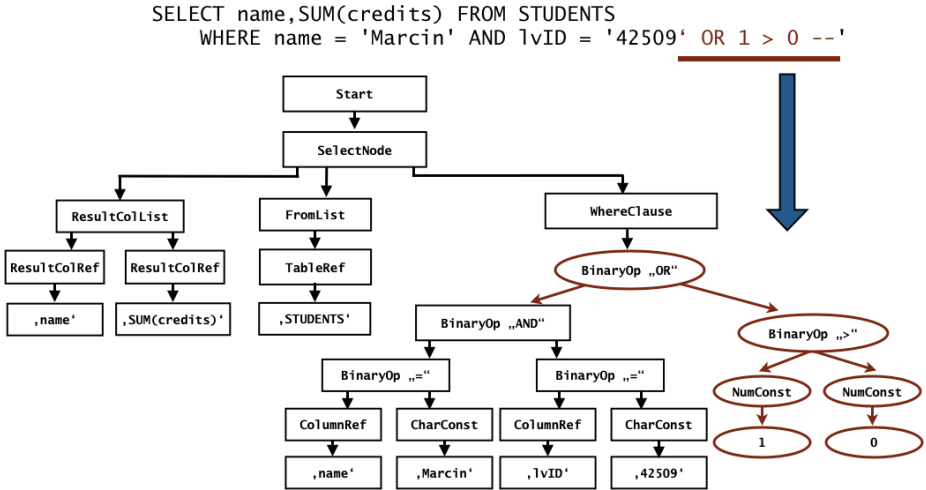 SELECT name,SUM(credits) FROM STUDENTS
WHERE name = 'Marcin' AND lvID = '42509‘ OR 1 > 0 --'
Start
SelectNode
ResultColList
FromList
WhereClause
ResultColRef
ResultColRef
TableRef
BinaryOp „OR“
‚name‘
‚SUM(credits)‘
‚STUDENTS‘
BinaryOp „AND“
BinaryOp „>“
BinaryOp „=“
BinaryOp „=“
NumConst
NumConst
ColumnRef
CharConst
ColumnRef
CharConst
1
0
‚name‘
‚Marcin‘
‚lvID‘
‚42509‘